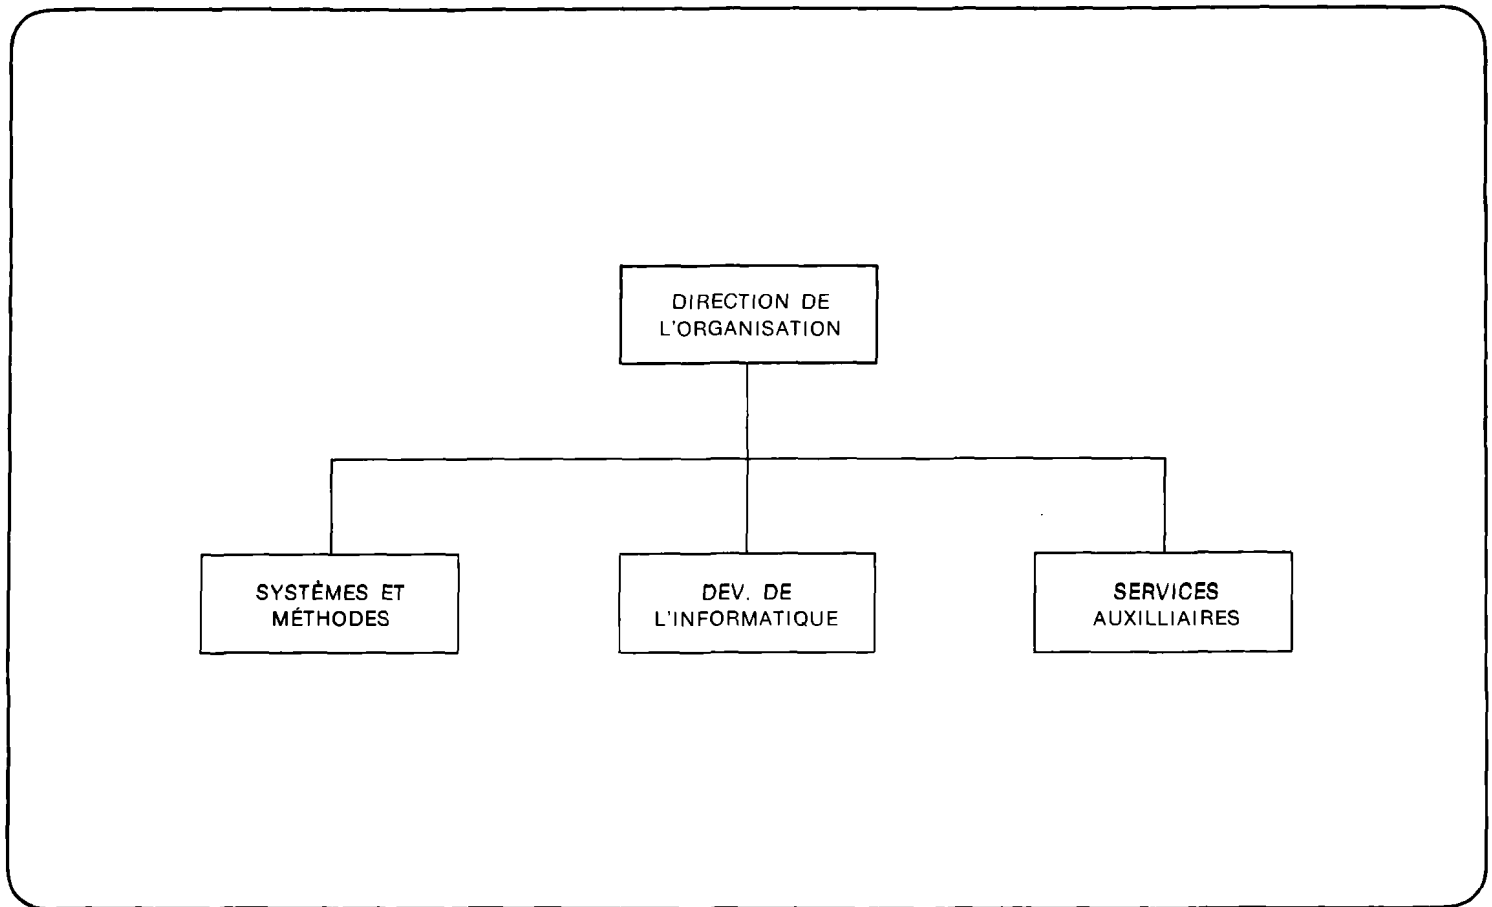 DIRECTION DE
L'ORGANISATION
SYSTÈMES ET
MÉTHODES
DEV. DE
L'INFORMATIQUE
SERVICES
AUXILLIAIRES